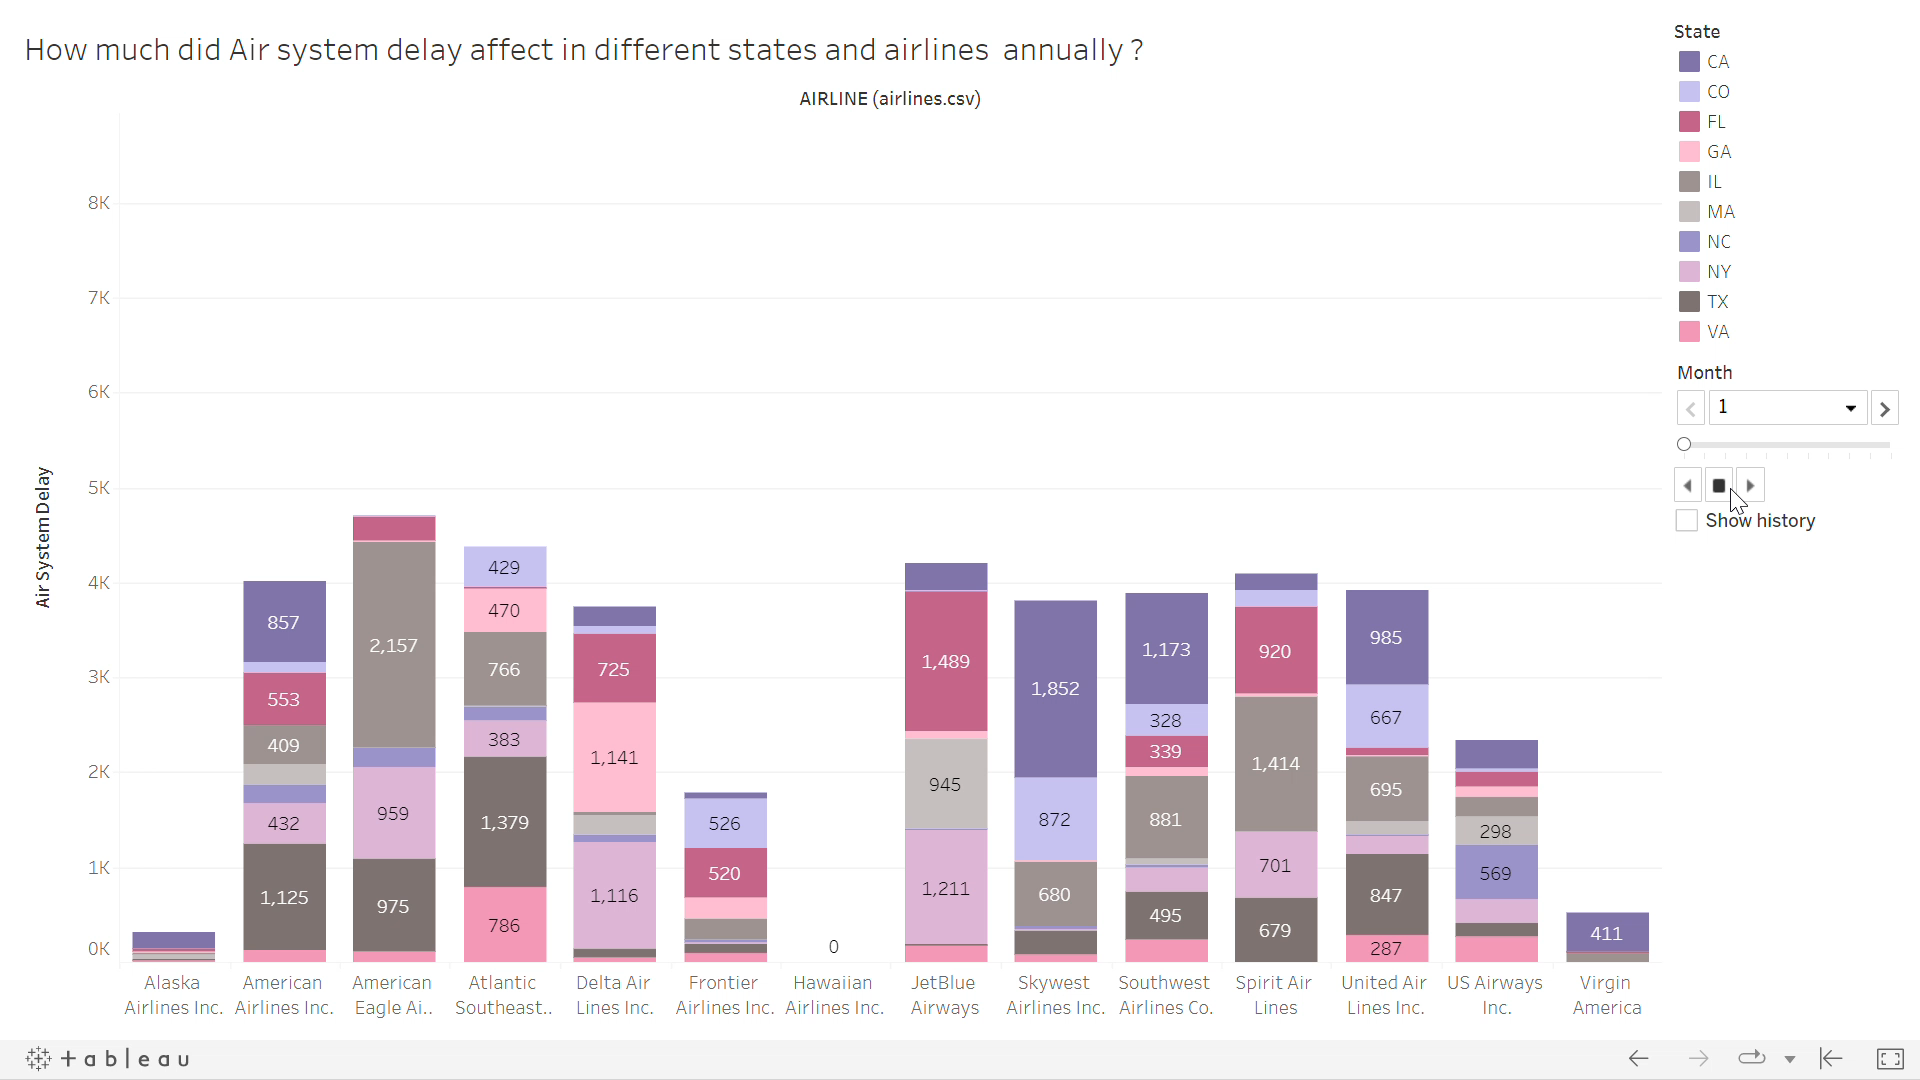 How much did Air system delay affect in different states and airlines  annually ?
AIRLINE (airlines.csv)
8K
7K
6K
5K
4K
3K
2K
1K
0K
Air System Delay
857
553
409
432
1,125
2,157
959
975
429
470
766
383
1,379
786
725
1,141
1,116
526
520
0
1,489
945
1,211
1,852
872
680
1,173
328
339
881
495
920
1,414
701
679
985
667
695
847
287
298
569
411
Alaska
Airlines Inc.
American
Airlines Inc.
American
Eagle Ai..
Atlantic
Southeast..
Delta Air
Lines Inc.
Frontier
Airlines Inc.
Hawaiian
Airlines Inc.
JetBlue
Airways
Skywest
Airlines Inc.
Southwest
Airlines Co.
Spirit Air
Lines
United Air
Lines Inc.
US Airways
Inc.
Virgin
America
State
CA
CO
FL
GA
IL
MA
NC
NY
TX
VA
Month
1
Show history
+ableau